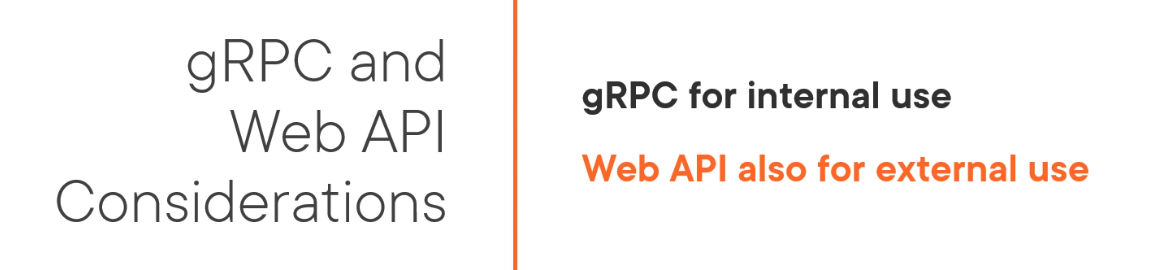 gRPC and
Web API
Considerations
gRPC for internal use
Web API also for external use